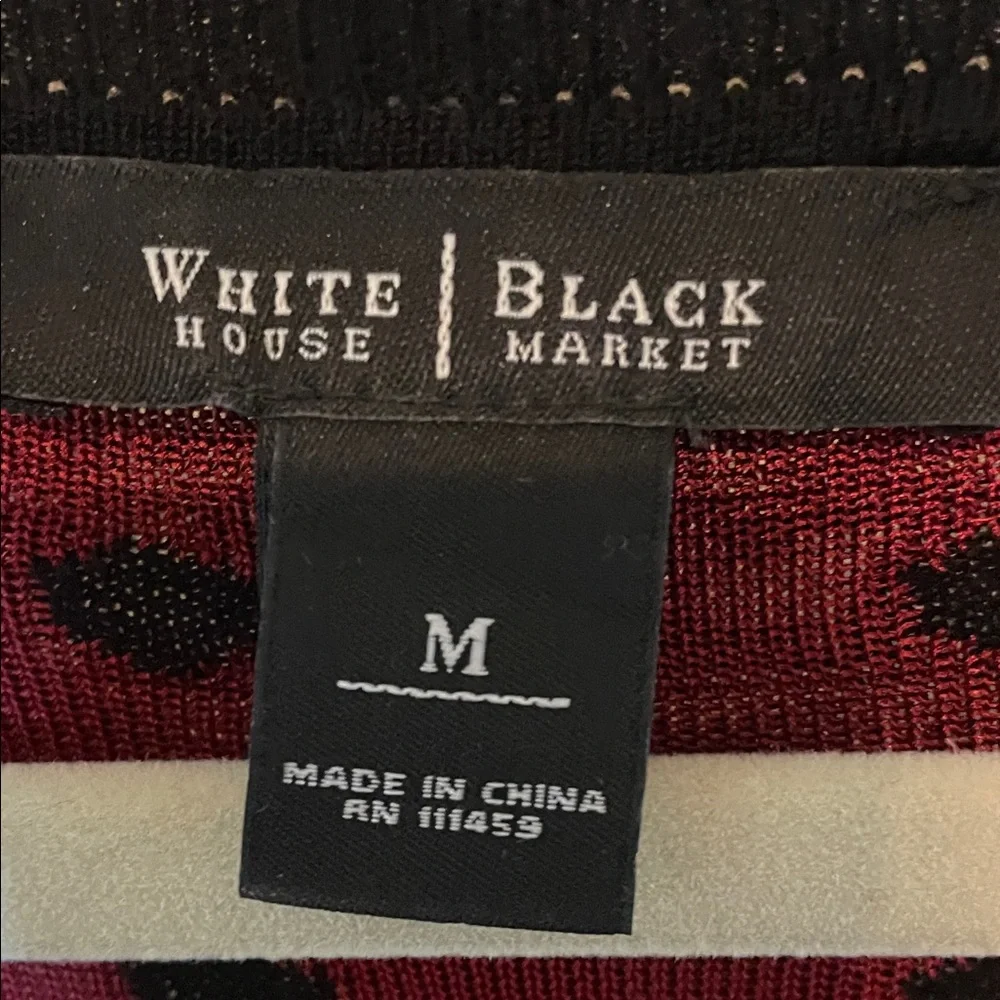 WHITE | BLACK
HOUSE | MARKET
M
MADE IN CHINA
RN 111459